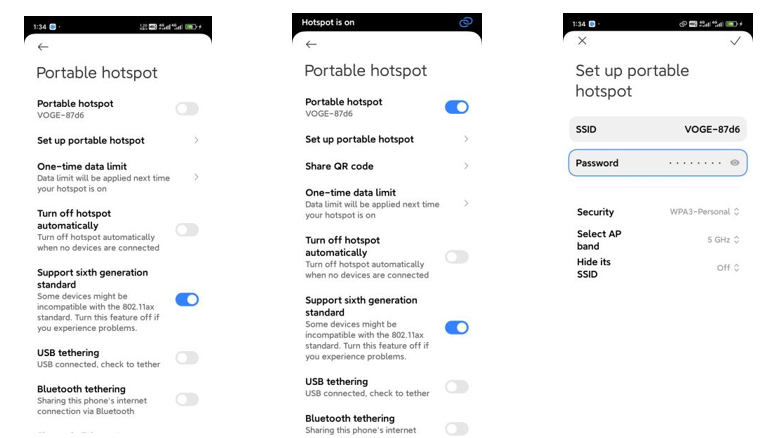 1:34
Portable hotspot
Portable hotspot
VOGE-87d6
Set up portable hotspot
One-time data limit
Data limit will be applied next time
your hotspot is on
Turn off hotspot
automatically
Turn off hotspot automatically
when no devices are connected
Support sixth generation
standard
Some devices might be
incompatible with the 802.11ax
standard. Turn this feature off if
you experience problems.
USB tethering
USB connected, check to tether
Bluetooth tethering
Sharing this phone's internet
connection via Bluetooth
Hotspot is on
Portable hotspot
Portable hotspot
VOGE-87d6
Set up portable hotspot
Share QR code
One-time data limit
Data limit will be applied next time
your hotspot is on
Turn off hotspot
automatically
Turn off hotspot automatically
when no devices are connected
Support sixth generation
standard
Some devices might be
incompatible with the 802.11ax
standard. Turn this feature off if
you experience problems.
USB tethering
USB connected, check to tether
Bluetooth tethering
Sharing this phone's internet
1:34
Set up portable
hotspot
SSID VOGE-87d6
Password
Security WPA3-Personal
Select AP
band 5 GHz
Hide its
SSID Off